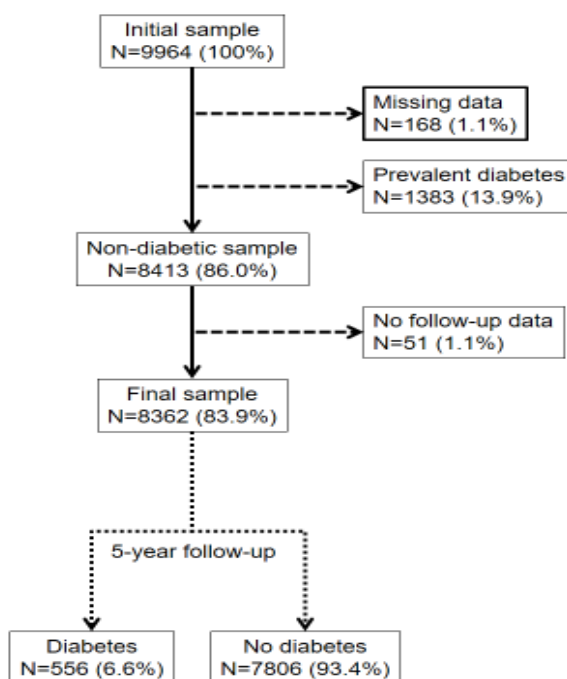 Initial sample
N=9964 (100%)
Missing data
N=168 (1.1%)
Prevalent diabetes
N=1383 (13.9%)
Non-diabetic sample
N=8413 (86.0%)
No follow-up data
N=51 (1.1%)
Final sample
N=8362 (83.9%)
5-year follow-up
Diabetes
N=556 (6.6%)
No diabetes
N=7806 (93.4%)